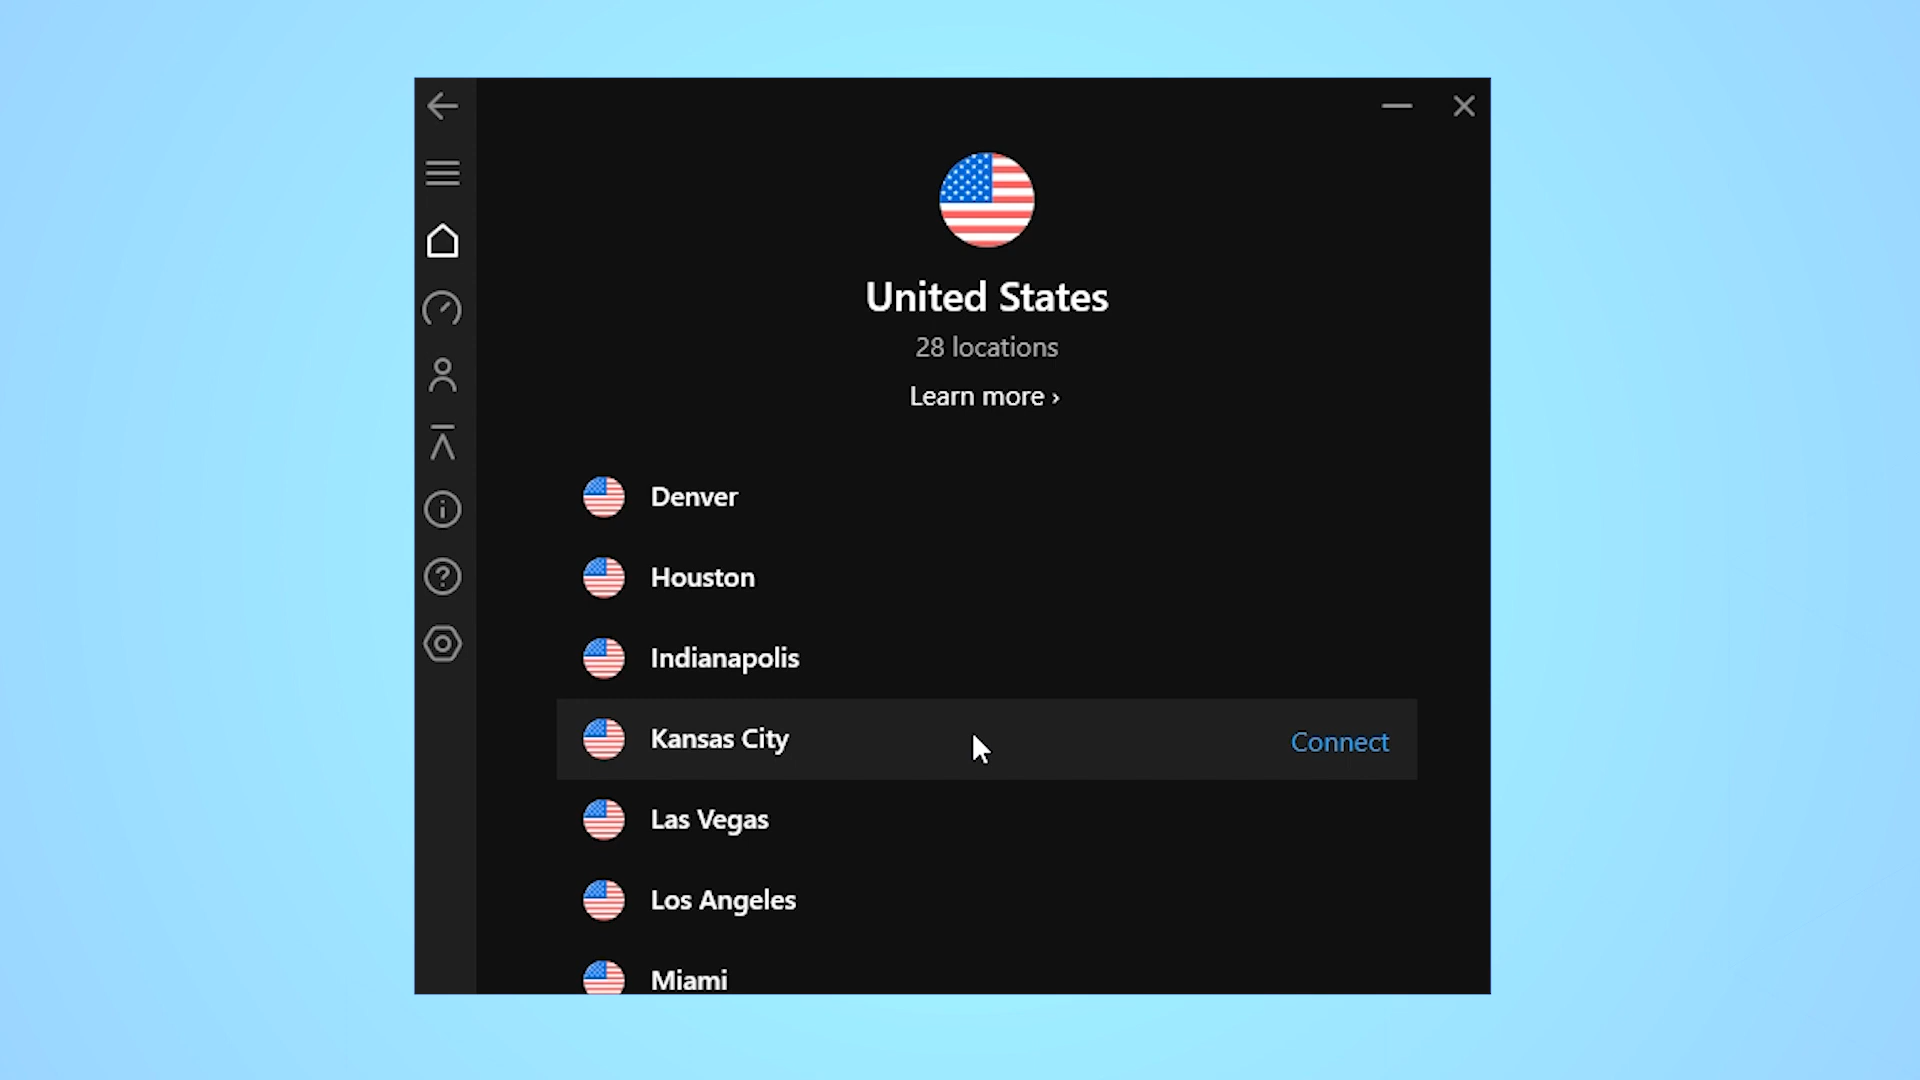 United States
28 locations
Learn more ›
Denver
Houston
Indianapolis
Kansas City
Connect
Las Vegas
Los Angeles
Miami